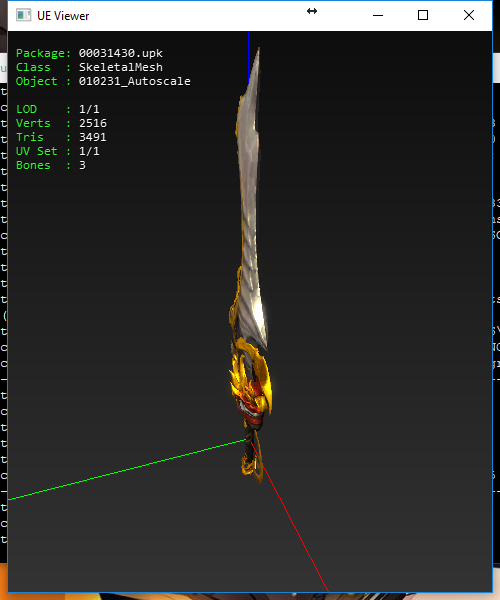 UE Viewer
Package: 00031430.upk
Class : SkeletalMesh
Object : 010231_Autoscale
LOD : 1/1
Verts : 2516
Tris : 3491
UV Set : 1/1
Bones : 3